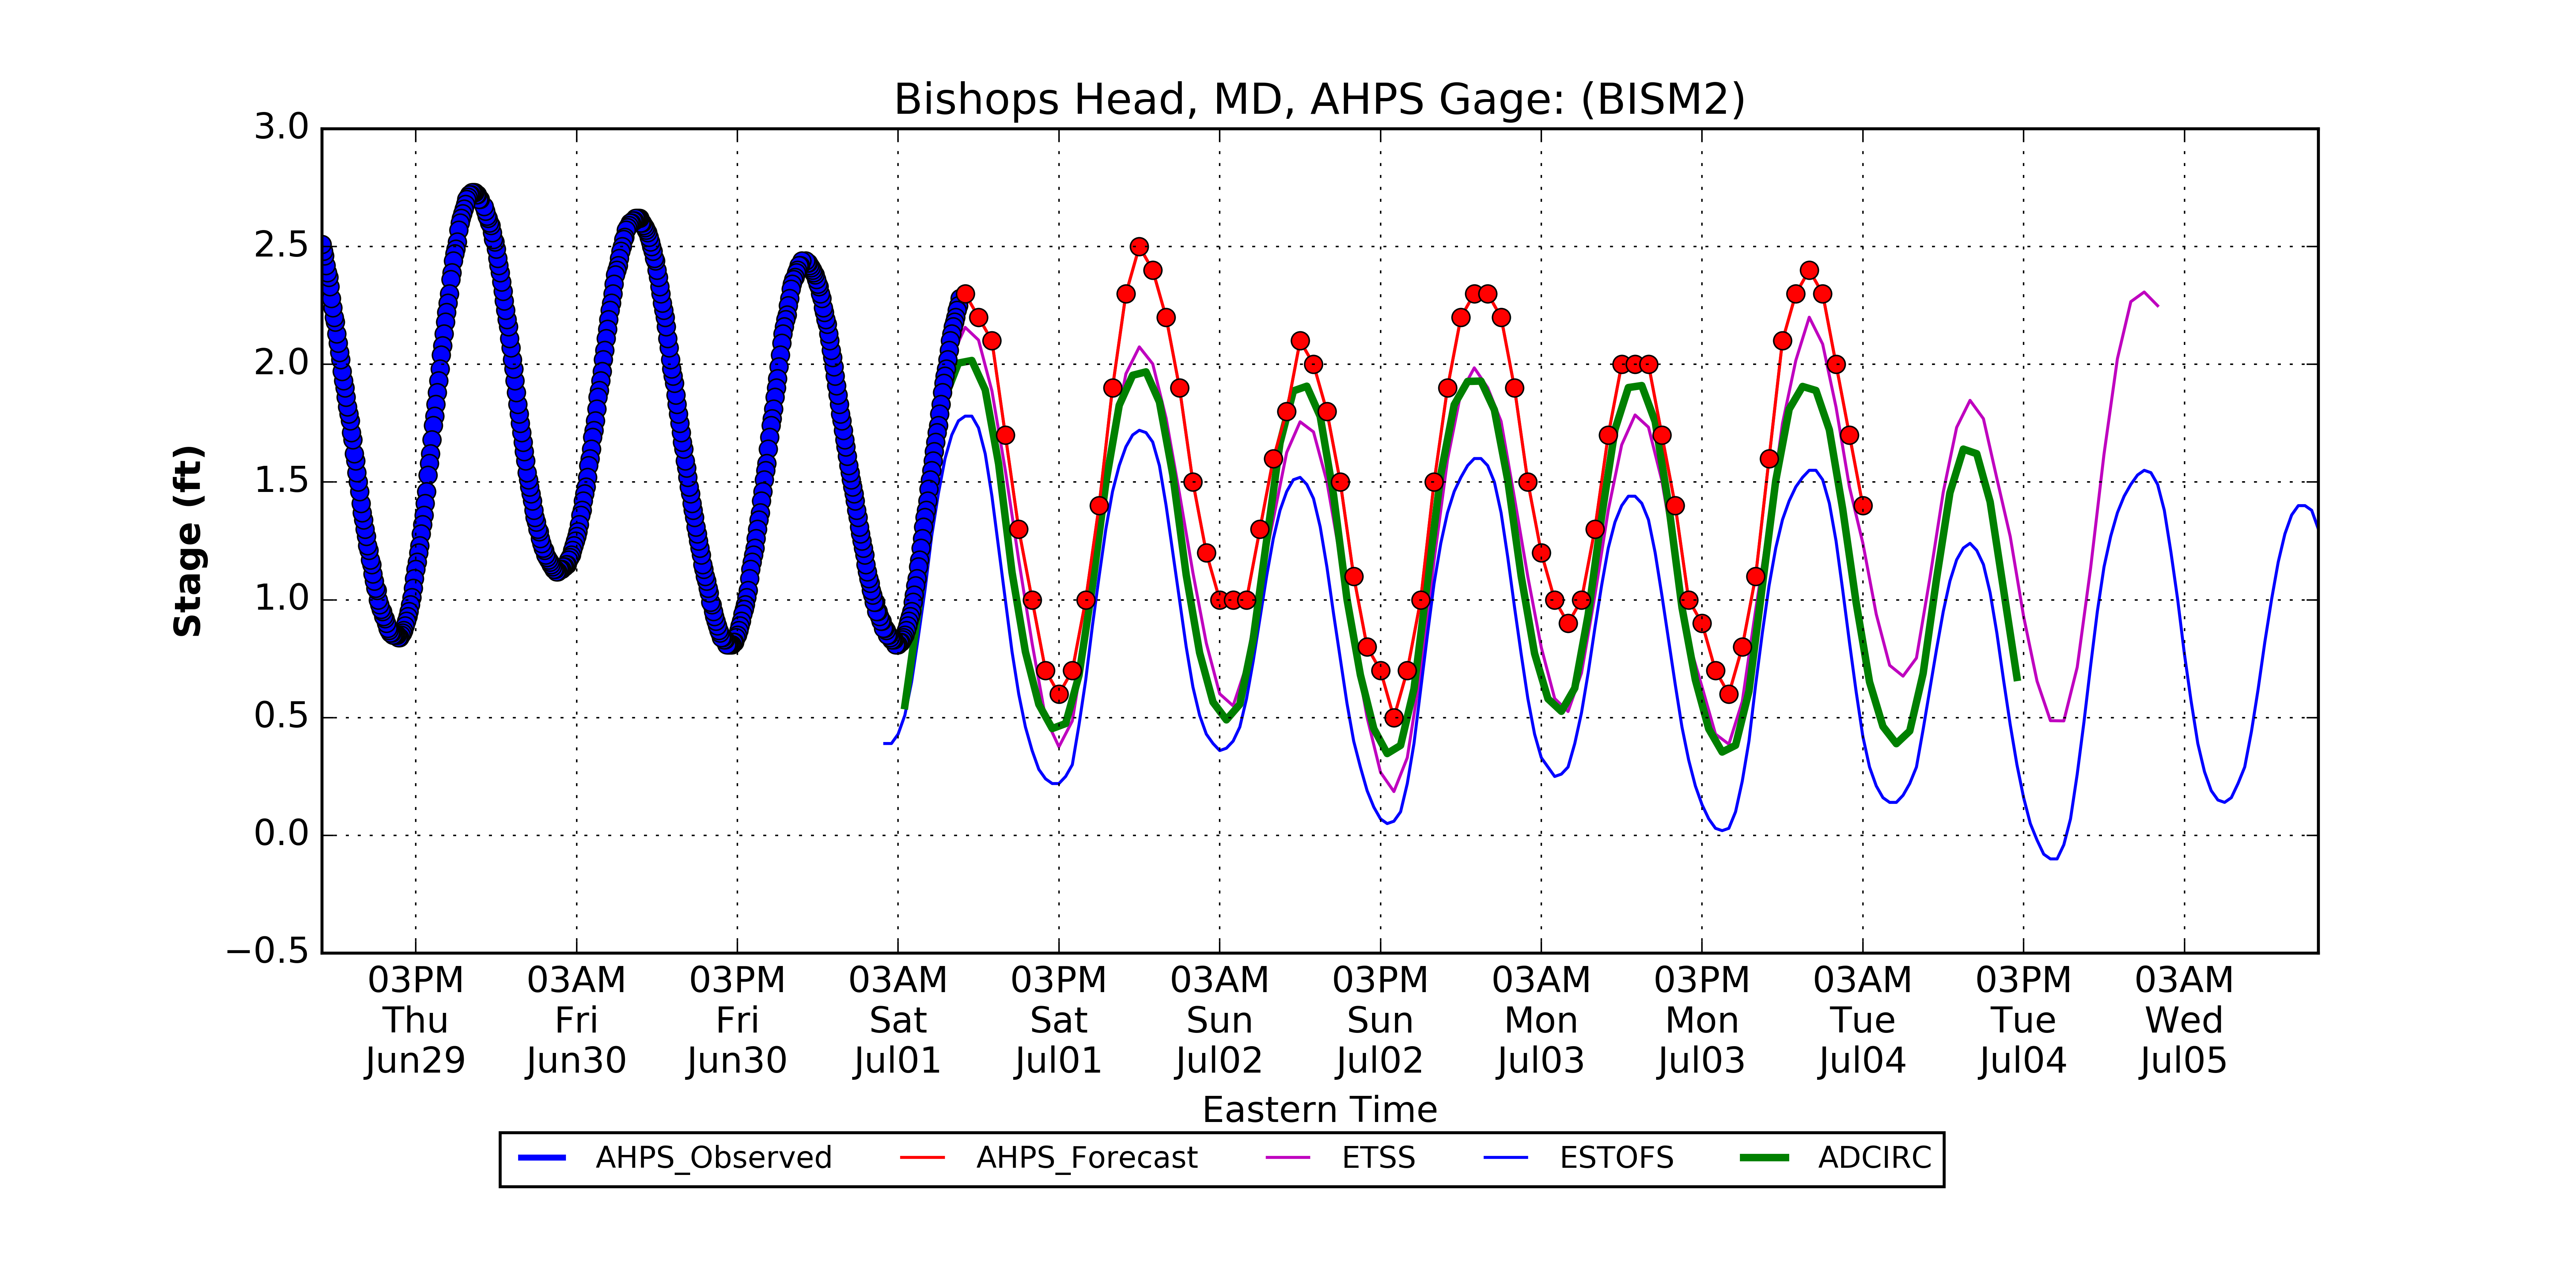 Bishops Head, MD, AHPS Gage: (BISM2)
3.0
2.5
2.0
1.5
1.0
0.5
0.0
−0.5
Stage (ft)
03PM 03AM 03PM 03AM 03PM 03AM 03PM 03AM 03PM 03AM 03PM 03AM
Thu Fri Fri Sat Sat Sun Sun Mon Mon Tue Tue Wed
Jun29 Jun30 Jun30 Jul01 Jul01 Jul02 Jul02 Jul03 Jul03 Jul04 Jul04 Jul05
Eastern Time
AHPS_Observed AHPS_Forecast ETSS ESTOFS ADCIRC